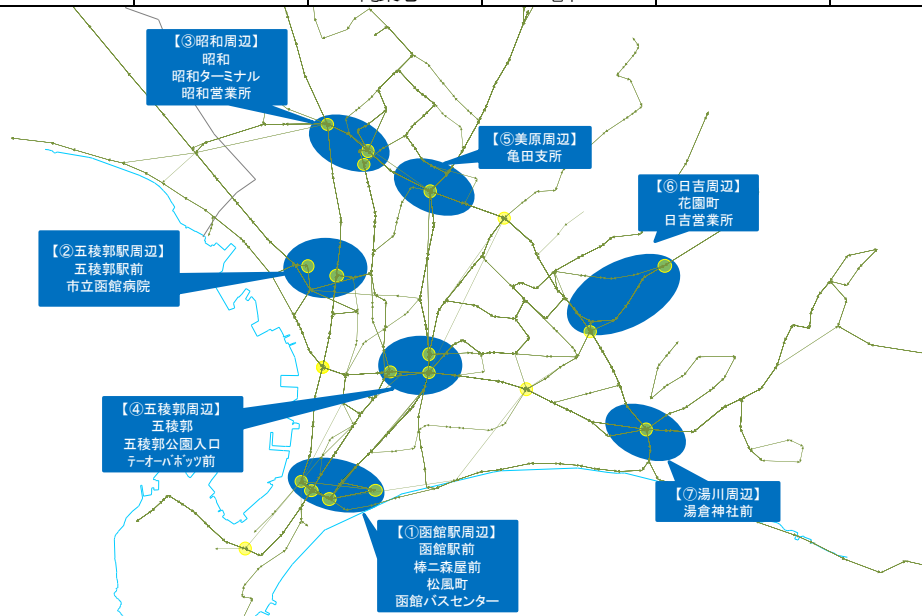 【③昭和周辺】
昭和
昭和ターミナル
昭和営業所
【⑤美原周辺】
亀田支所
【⑥日吉周辺】
花園町
日吉営業所
【②五稜郭駅周辺】
五稜郭駅前
市立函館病院
【④五稜郭周辺】
五稜郭
五稜郭公園入口
テーオーバボッツ前
【⑦湯川周辺】
湯倉神社前
【①函館駅周辺】
函館駅前
棒二森屋前
松風町
函館バスセンター